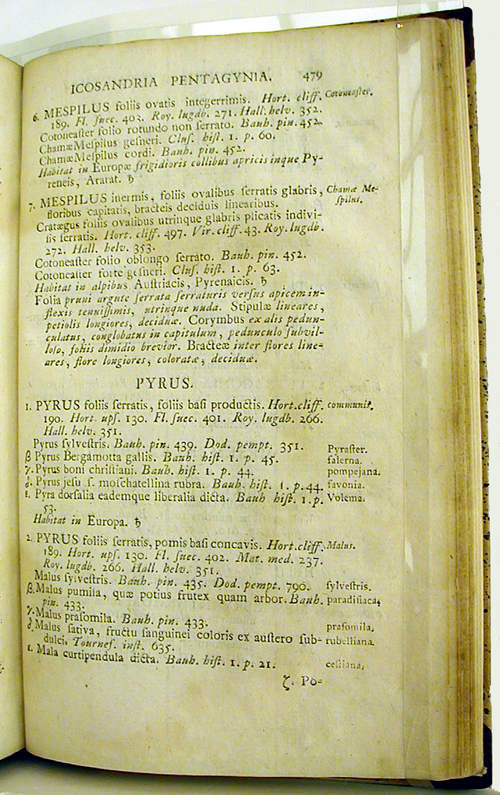 ICOSANDRIA PENTAGYNIA. 479
6. MESPILUS foliis ovatis integerrimis. Hort. cliff. Cotoneaster.
189. Fl. suec. 403. Roy. lugdb. 271. Hall. helv. 352.
Cotoneaster folio rotundo non serrato. Bauh. pin. 452.
ChamæMespilus gesneri. Clus. hist. 1. p. 60.
ChamæMespilus cordi. Bauh. pin. 452.
Habitat in Europæ frigidioris collibus apricis inque Py-
reneis, Ararat. ♄
7. MESPILUS inermis, foliis ovalibus serratis glabris, Chamæ Me-
floribus capitatis, bracteis deciduis linearibus. spilus.
Cratægus foliis ovalibus utrinque glabris plicatis indivi-
sis serratis. Hort. cliff. 497. Vir. cliff. 43. Roy. lugdb.
272. Hall. helv. 353.
Cotoneaster folio oblongo serrato. Bauh. pin. 452.
Cotoneaster forte gesneri. Clus. hist. 1. p. 63.
Habitat in alpibus Austriacis, Pyrenaicis. ♄
Folia pruni argute serrata serraturis versus apicem in-
flexis tenuissimis, utrinque nuda. Stipulæ lineares,
petiolis longiores, deciduæ. Corymbus ex alis pedun-
culatus, conglobatus in capitulum, pedunculo subvil-
loso, foliis dimidio brevior. Bracteæ inter flores line-
ares, flore longiores, coloratæ, deciduæ.
PYRUS.
1. PYRUS foliis serratis, foliis basi productis. Hort. cliff. communis.
190. Hort. ups. 130. Fl. suec. 401. Roy. lugdb. 266.
Hall. helv. 351.
Pyrus sylvestris. Bauh. pin. 439. Dod. pempt. 351. Pyraster.
β Pyrus Bergamotta gallis. Bauh. hist. 1. p. 45. falerna.
γ. Pyrus boni christiani. Bauh. hist. 1. p. 44. pompejana.
δ. Pyrus jesu s. moschatellina rubra. Bauh. hist. 1. p. 44. favonia.
ε. Pyra dorsalia eademque liberalia dicta. Bauh hist. 1. p. Volema.
53.
Habitat in Europa. ♄
2. PYRUS foliis serratis, pomis basi concavis. Hort. cliff. Malus.
189. Hort. ups. 130. Fl. suec. 402. Mat. med. 237.
Roy. lugdb. 266. Hall. helv. 351.
Malus sylvestris. Bauh. pin. 435. Dod. pempt. 790. sylvestris.
β. Malus pumila, quæ potius frutex quam arbor. Bauh. paradisiaca,
pin. 433.
γ. Malus prasomila. Bauh. pin. 433. prasomila.
δ. Malus sativa, fructu sanguinei coloris ex austero sub- rubelliana.
dulci. Tournef. inst. 635.
ε. Mala curtipendula dicta. Bauh. hist. 1. p. 21. cestiana.
ζ. Po-